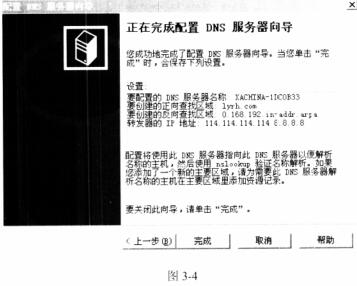 配置 DNS 服务器向导
正在完成配置 DNS 服务器向导
您成功地完成了配置 DNS 服务器向导。当您单击“完
成”时，会保存下列设置。
设置:
要配置的 DNS 服务器名称 XACHINA-1DC0B33
要创建的正向查找区域 lyrh.com
要创建的反向查找区域 0.168.192.in-addr.arpa
转发器的 IP 地址: 114.114.114.114 8.8.8.8
配置将使用此 DNS 服务器指向此 DNS 服务器以便解析
名称的主机，然后使用 nslookup 验证名称解析。如果
您添加了一个新的主要区域，请为需要此 DNS 服务器解
析名称的主机在主要区域里添加资源记录。
要关闭此向导，请单击“完成”。
< 上一步(B)
完成
取消
帮助
图 3-4